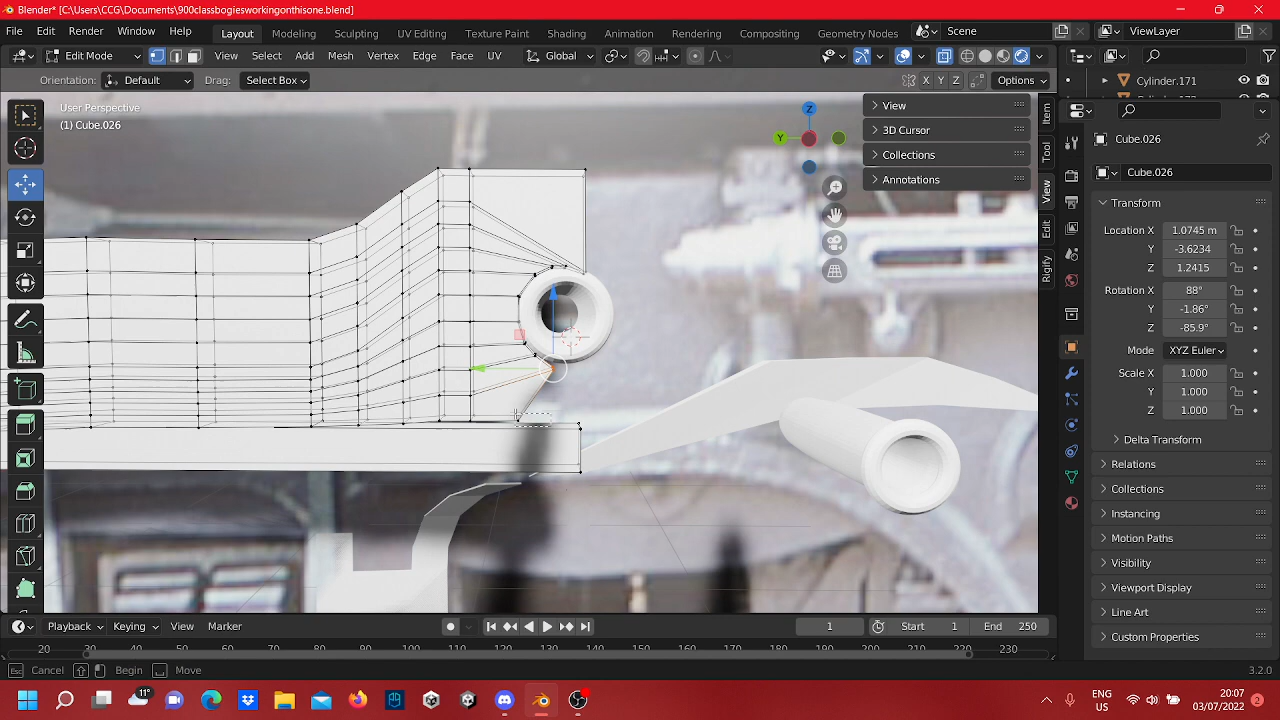 Blender* [C:\Users\CCG\Documents\900classbogiesworkingonthisone.blend]
File Edit Render Window Help Layout Modeling Sculpting UV Editing Texture Paint Shading Animation Rendering Compositing Geometry Nodes Scene ViewLayer
Edit Mode View Select Add Mesh Vertex Edge Face UV Global
Orientation: Default Drag: Select Box X Y Z Options
Cylinder.171
User Perspective
(1) Cube.026
Z
Y
View
3D Cursor
Collections
Annotations
Item
Tool
View
Edit
Rigify
Cube.026
Cube.026
Transform
Location X 1.0745 m
Y -3.6234
Z 1.2415
Rotation X 88°
Y -1.86°
Z -85.9°
Mode XYZ Euler
Scale X 1.000
Y 1.000
Z 1.000
Delta Transform
Relations
Collections
Instancing
Motion Paths
Visibility
Viewport Display
Line Art
Custom Properties
Playback Keying View Marker 1 Start 1 End 250
20 30 40 50 60 70 80 90 100 110 120 130 140 150 160 170 180 190 200 210 220 230
Esc Cancel Begin Move 3.2.0
11° ENG US 20:07 03/07/2022 2